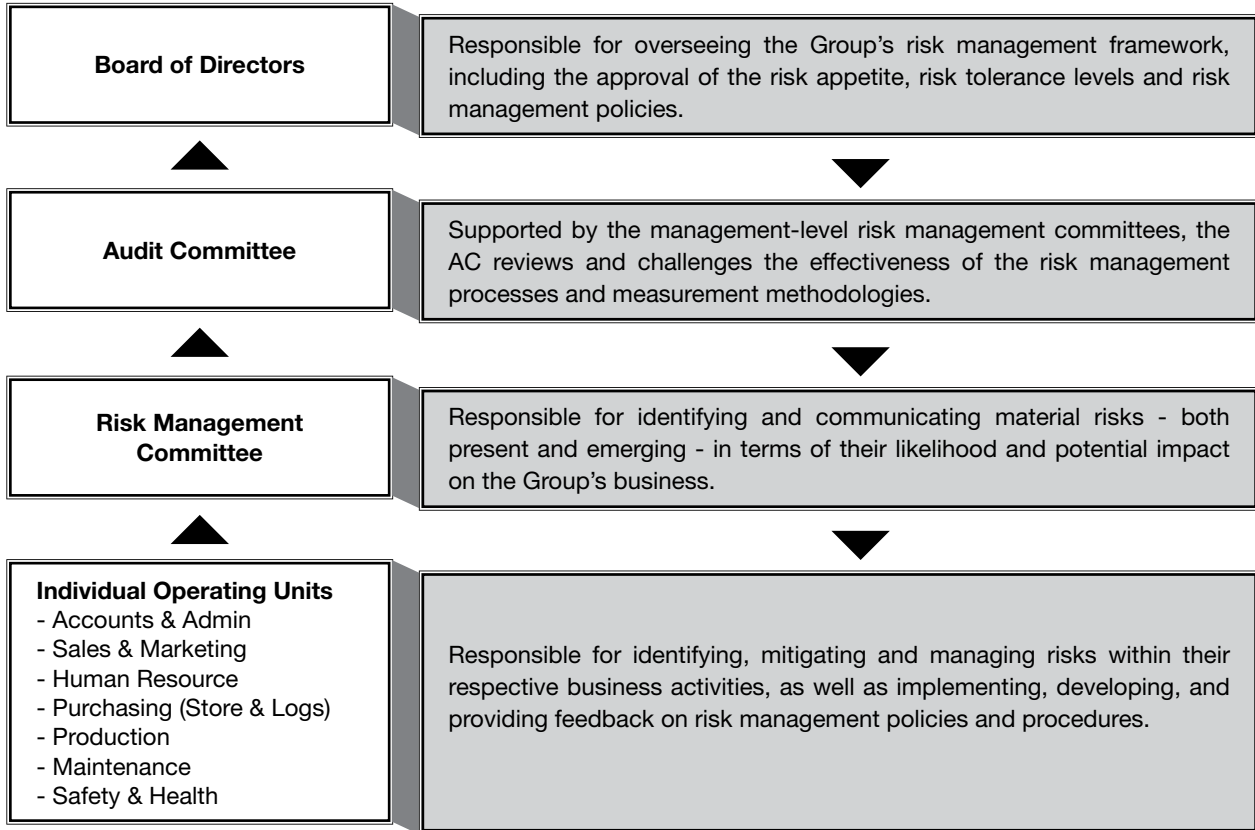 Board of Directors
Responsible for overseeing the Group’s risk management framework,
including the approval of the risk appetite, risk tolerance levels and risk
management policies.
Audit Committee
Supported by the management-level risk management committees, the
AC reviews and challenges the effectiveness of the risk management
processes and measurement methodologies.
Risk Management
Committee
Responsible for identifying and communicating material risks - both
present and emerging - in terms of their likelihood and potential impact
on the Group’s business.
Individual Operating Units
- Accounts & Admin
- Sales & Marketing
- Human Resource
- Purchasing (Store & Logs)
- Production
- Maintenance
- Safety & Health
Responsible for identifying, mitigating and managing risks within their
respective business activities, as well as implementing, developing, and
providing feedback on risk management policies and procedures.